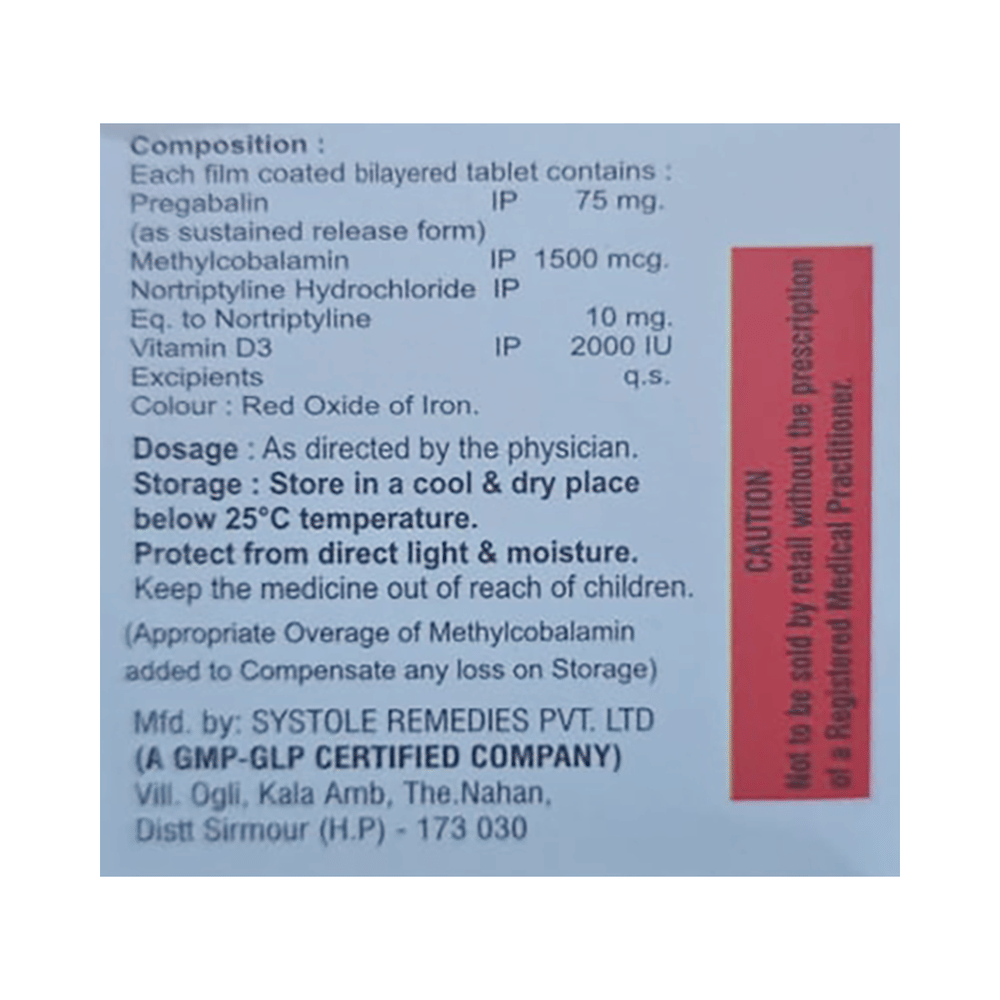 Composition :
Each film coated bilayered tablet contains :
Pregabalin IP 75 mg.
(as sustained release form)
Methylcobalamin IP 1500 mcg.
Nortriptyline Hydrochloride IP
Eq. to Nortriptyline 10 mg.
Vitamin D3 IP 2000 IU
Excipients q.s.
Colour : Red Oxide of Iron.
Dosage : As directed by the physician.
Storage : Store in a cool & dry place
below 25°C temperature.
Protect from direct light & moisture.
Keep the medicine out of reach of children.
(Appropriate Overage of Methylcobalamin
added to Compensate any loss on Storage)
Mfd. by: SYSTOLE REMEDIES PVT. LTD
(A GMP-GLP CERTIFIED COMPANY)
Vill. Ogli, Kala Amb, The.Nahan,
Distt Sirmour (H.P) - 173 030
CAUTION
Not to be sold by retail without the prescription
of a Registered Medical Practitioner.